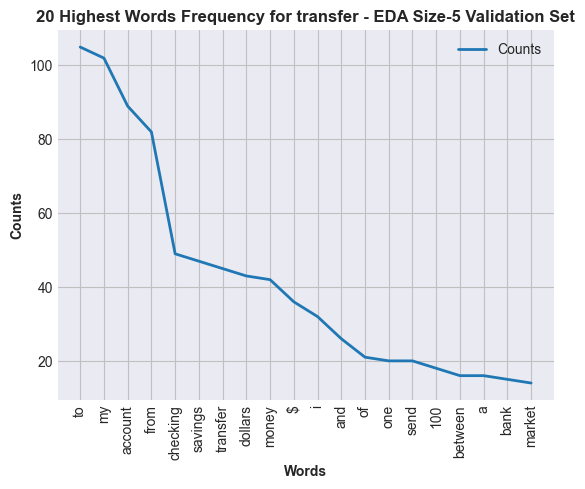 20 Highest Words Frequency for transfer - EDA Size-5 Validation Set
Counts
100
80
60
40
20
Counts
to
my
account
from
checking
savings
transfer
dollars
money
$
i
and
of
one
send
100
between
a
bank
market
Words